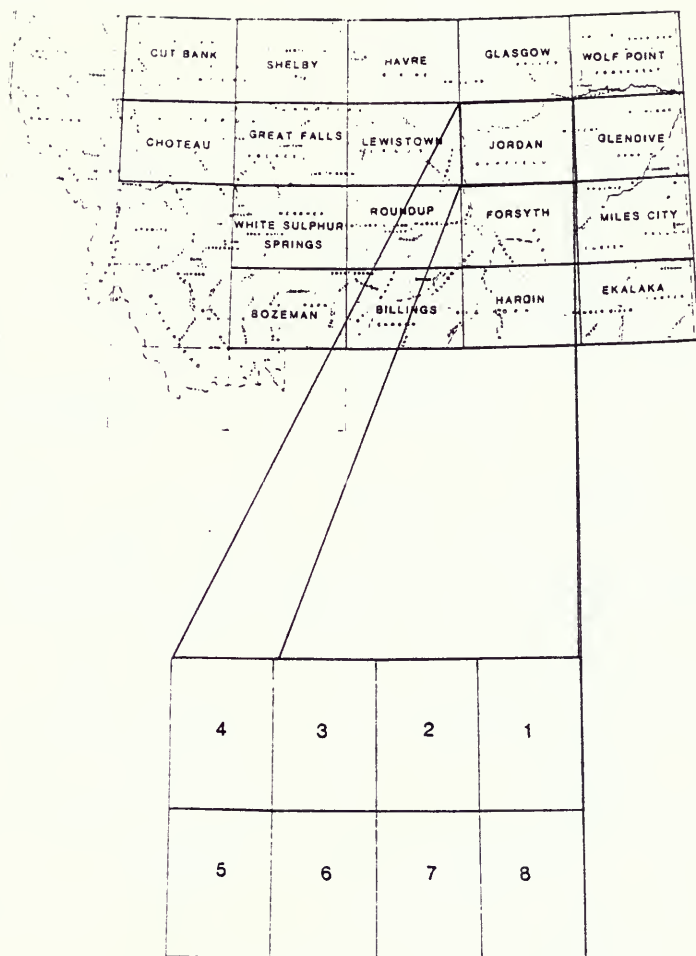 CUT BANK
SHELBY
HAVRE
GLASGOW
WOLF POINT
CHOTEAU
GREAT FALLS
LEWISTOWN
JORDAN
GLENDIVE
WHITE SULPHUR
SPRINGS
ROUNDUP
FORSYTH
MILES CITY
BOZEMAN
BILLINGS
HARDIN
EKALAKA
4 3 2 1
5 6 7 8